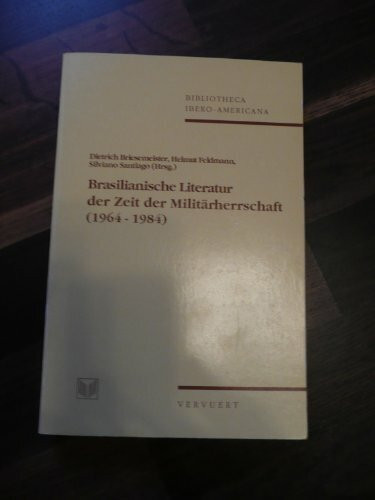 BIBLIOTHECA
IBERO-AMERICANA
Dietrich Briesemeister, Helmut Feldmann,
Silviano Santiago (Hrsg.)
Brasilianische Literatur
der Zeit der Militärherrschaft
(1964 - 1984)
VERVUERT